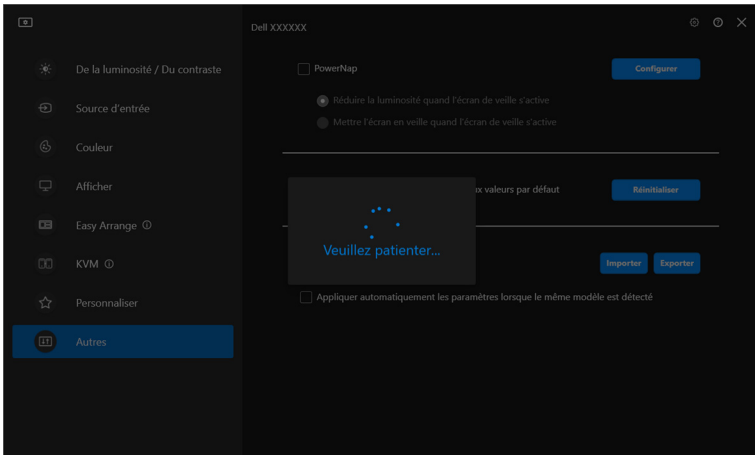 Dell XXXXXX
De la luminosité / Du contraste
Source d'entrée
Couleur
Afficher
Easy Arrange
KVM
Personnaliser
Autres
PowerNap
Configurer
Réduire la luminosité quand l'écran de veille s'active
Mettre l'écran en veille quand l'écran de veille s'active
valeurs par défaut
Réinitialiser
Veuillez patienter...
Importer
Exporter
Appliquer automatiquement les paramètres lorsque le même modèle est détecté